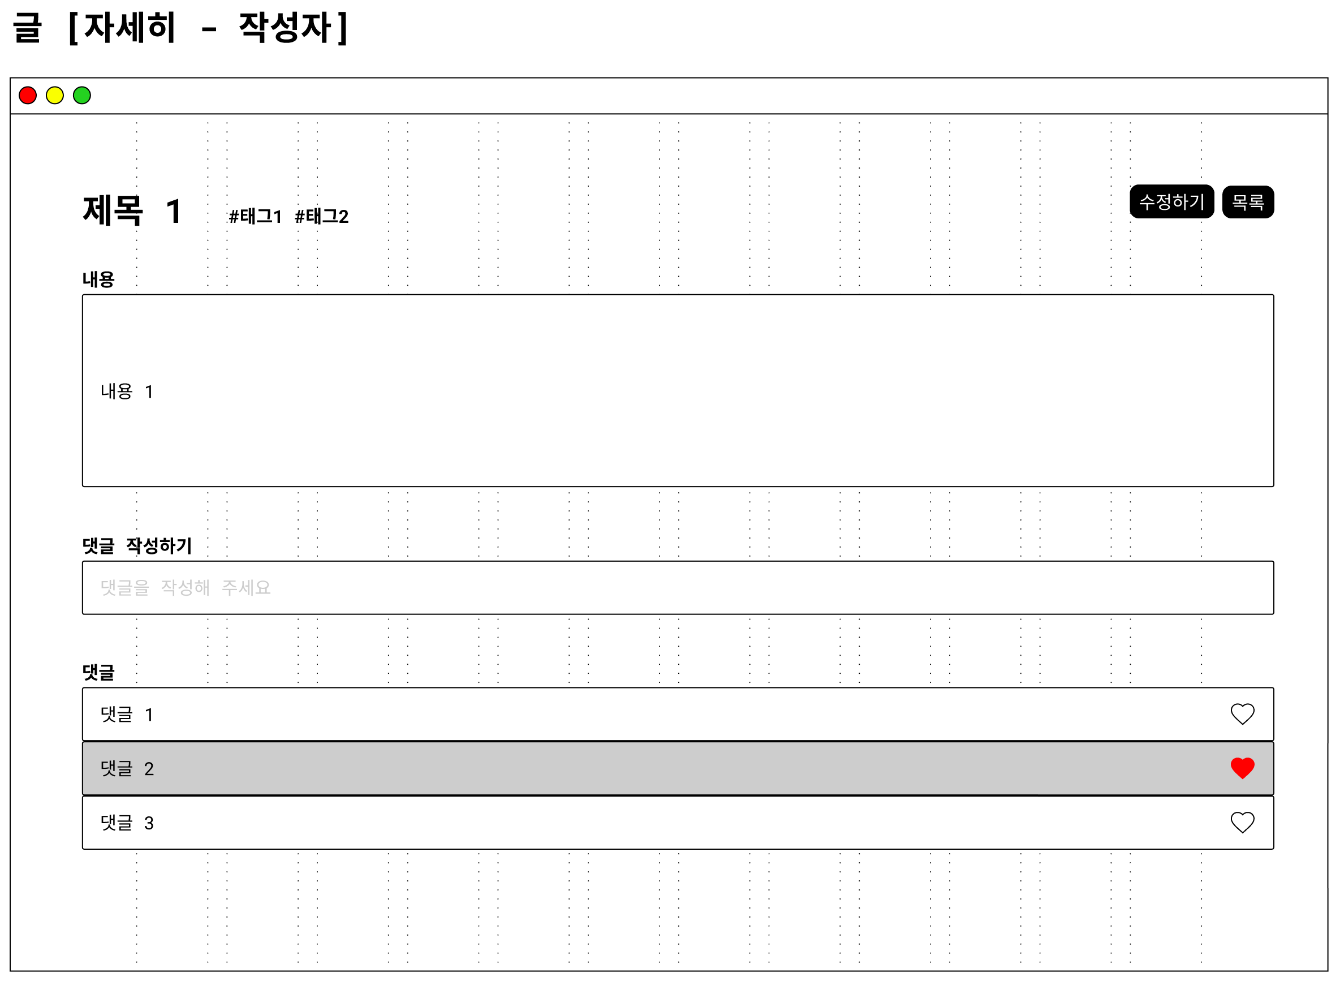 글 [자세히 - 작성자]
제목 1 #태그1 #태그2 수정하기 목록
내용
내용 1
댓글 작성하기
댓글을 작성해 주세요
댓글
댓글 1
댓글 2
댓글 3